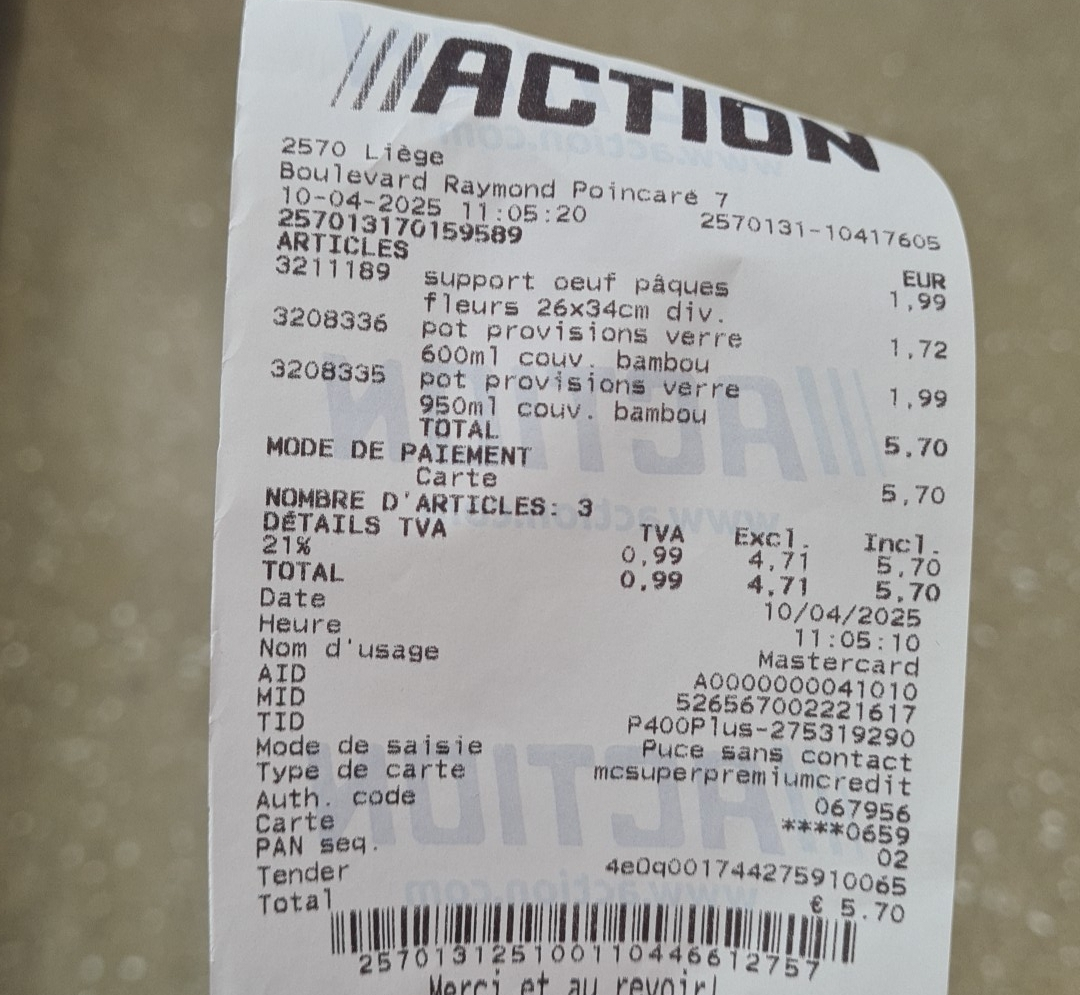 ///ACTION
2570 Liège
Boulevard Raymond Poincaré 7
10-04-2025 11:05:20 2570131-10417605
257013170159589
ARTICLES EUR
3211189 support oeuf pâques 1,99
fleurs 26x34cm div.
3208336 pot provisions verre 1,72
600ml couv. bambou
3208335 pot provisions verre 1,99
950ml couv. bambou
TOTAL 5,70
MODE DE PAIEMENT
Carte 5,70
NOMBRE D'ARTICLES: 3
DÉTAILS TVA TVA Excl. Incl.
21% 0,99 4,71 5,70
TOTAL 0,99 4,71 5,70
Date 10/04/2025
Heure 11:05:10
Nom d'usage Mastercard
AID A0000000041010
MID 526567002221617
TID P400Plus-275319290
Mode de saisie Puce sans contact
Type de carte mcsuperpremiumcredit
Auth. code 067956
Carte ****0659
PAN seq. 02
Tender 4e0q001744275910065
Total € 5.70
257013125100110446612757
Merci et au revoir!